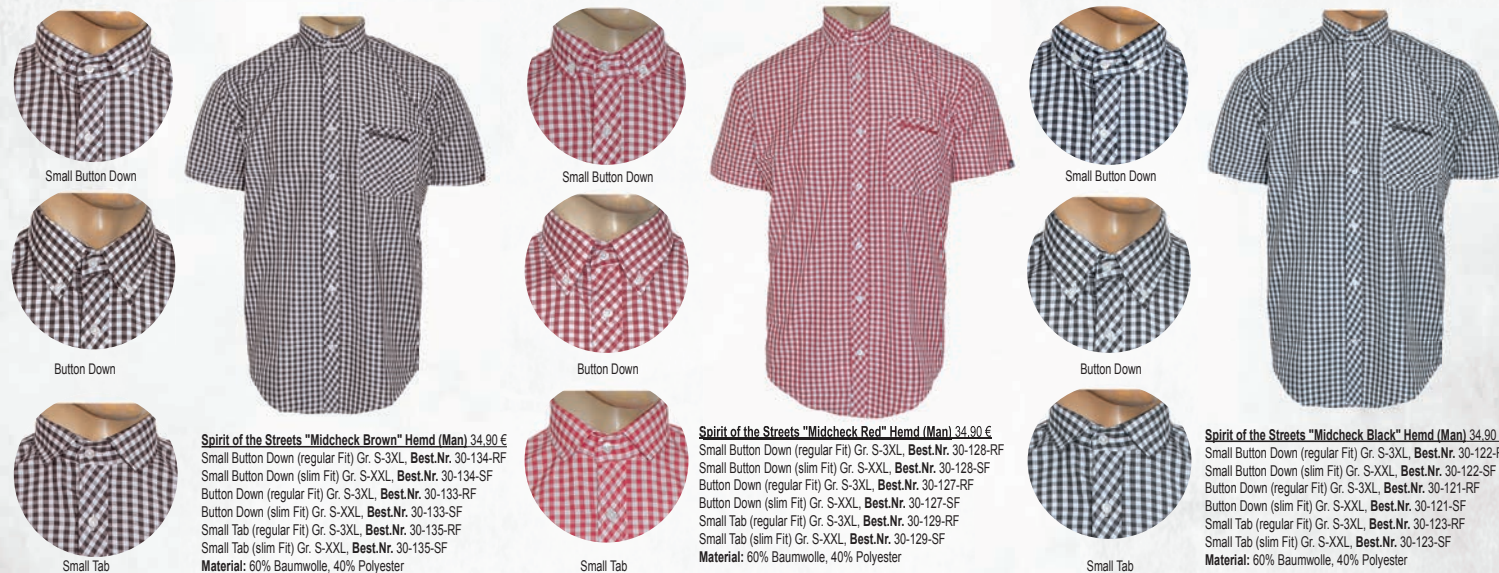 Small Button Down
Button Down
Small Tab
Spirit of the Streets "Midcheck Brown" Hemd (Man) 34,90 €
Small Button Down (regular Fit) Gr. S-3XL, Best.Nr. 30-134-RF
Small Button Down (slim Fit) Gr. S-XXL, Best.Nr. 30-134-SF
Button Down (regular Fit) Gr. S-3XL, Best.Nr. 30-133-RF
Button Down (slim Fit) Gr. S-XXL, Best.Nr. 30-133-SF
Small Tab (regular Fit) Gr. S-3XL, Best.Nr. 30-135-RF
Small Tab (slim Fit) Gr. S-XXL, Best.Nr. 30-135-SF
Material: 60% Baumwolle, 40% Polyester
Small Button Down
Button Down
Small Tab
Spirit of the Streets "Midcheck Red" Hemd (Man) 34,90 €
Small Button Down (regular Fit) Gr. S-3XL, Best.Nr. 30-128-RF
Small Button Down (slim Fit) Gr. S-XXL, Best.Nr. 30-128-SF
Button Down (regular Fit) Gr. S-3XL, Best.Nr. 30-127-RF
Button Down (slim Fit) Gr. S-XXL, Best.Nr. 30-127-SF
Small Tab (regular Fit) Gr. S-3XL, Best.Nr. 30-129-RF
Small Tab (slim Fit) Gr. S-XXL, Best.Nr. 30-129-SF
Material: 60% Baumwolle, 40% Polyester
Small Button Down
Button Down
Small Tab
Spirit of the Streets "Midcheck Black" Hemd (Man) 34,90
Small Button Down (regular Fit) Gr. S-3XL, Best.Nr. 30-122-R
Small Button Down (slim Fit) Gr. S-XXL, Best.Nr. 30-122-SF
Button Down (regular Fit) Gr. S-3XL, Best.Nr. 30-121-RF
Button Down (slim Fit) Gr. S-XXL, Best.Nr. 30-121-SF
Small Tab (regular Fit) Gr. S-3XL, Best.Nr. 30-123-RF
Small Tab (slim Fit) Gr. S-XXL, Best.Nr. 30-123-SF
Material: 60% Baumwolle, 40% Polyester